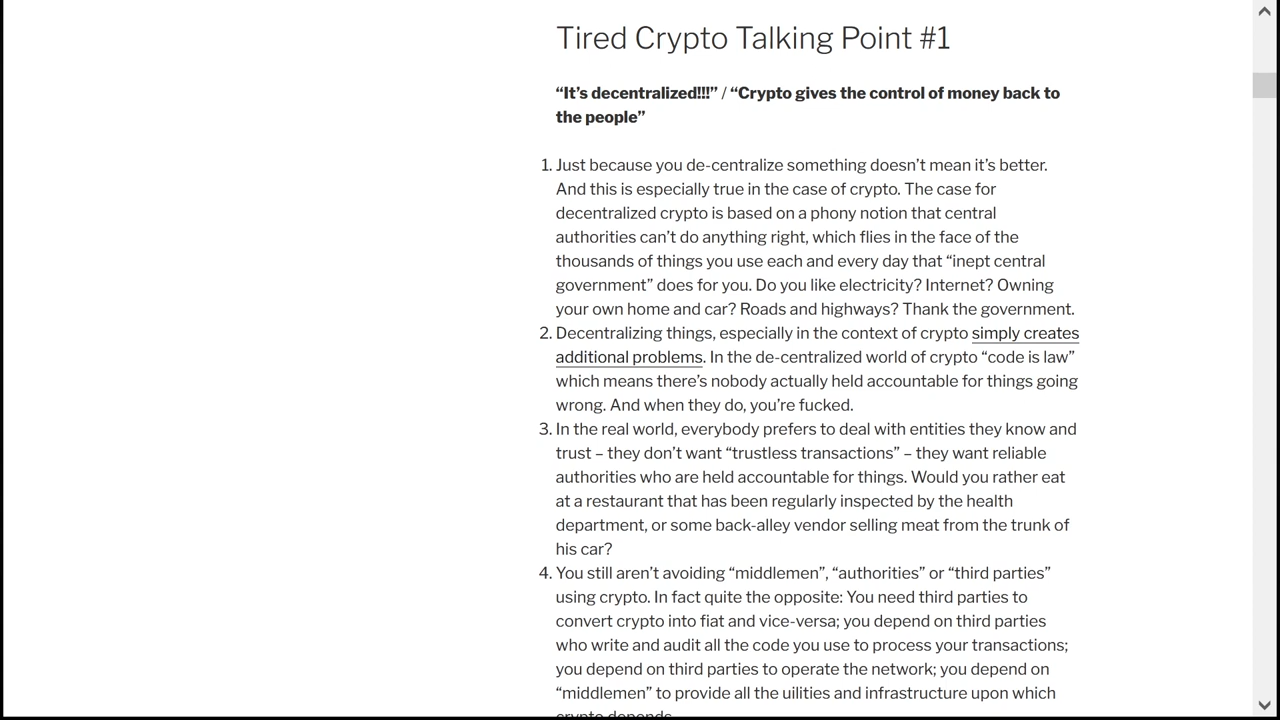 Tired Crypto Talking Point #1
“It’s decentralized!!!” / “Crypto gives the control of money back to
the people”
1. Just because you de-centralize something doesn’t mean it’s better.
And this is especially true in the case of crypto. The case for
decentralized crypto is based on a phony notion that central
authorities can’t do anything right, which flies in the face of the
thousands of things you use each and every day that “inept central
government” does for you. Do you like electricity? Internet? Owning
your own home and car? Roads and highways? Thank the government.
2. Decentralizing things, especially in the context of crypto simply creates
additional problems. In the de-centralized world of crypto “code is law”
which means there’s nobody actually held accountable for things going
wrong. And when they do, you’re fucked.
3. In the real world, everybody prefers to deal with entities they know and
trust – they don’t want “trustless transactions” – they want reliable
authorities who are held accountable for things. Would you rather eat
at a restaurant that has been regularly inspected by the health
department, or some back-alley vendor selling meat from the trunk of
his car?
4. You still aren’t avoiding “middlemen”, “authorities” or “third parties”
using crypto. In fact quite the opposite: You need third parties to
convert crypto into fiat and vice-versa; you depend on third parties
who write and audit all the code you use to process your transactions;
you depend on third parties to operate the network; you depend on
“middlemen” to provide all the uilities and infrastructure upon which
crypto depends.